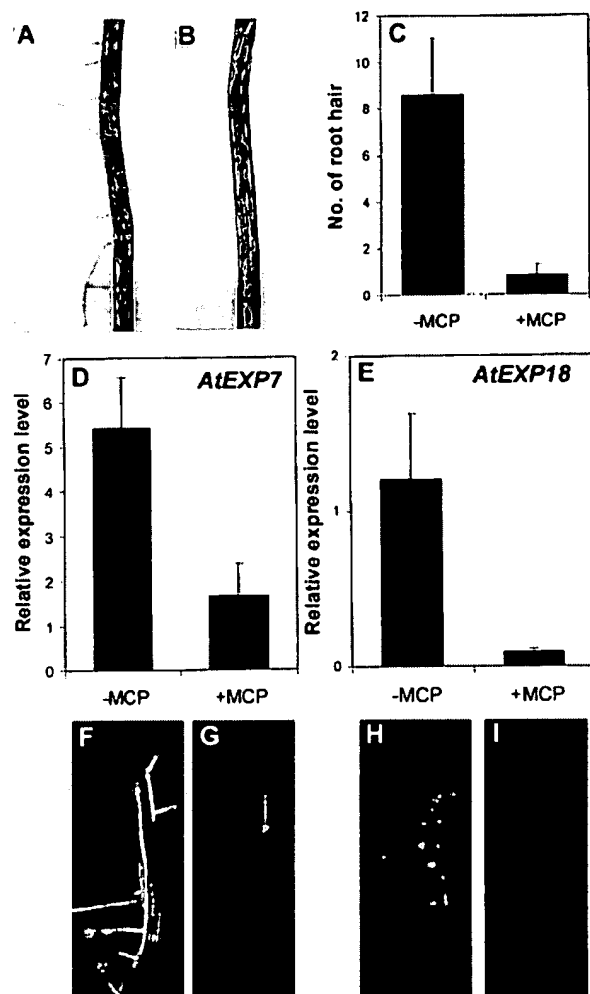 A
B
C
No. of root hair
12
10
8
6
4
2
0
-MCP
+MCP
D
AtEXP7
Relative expression level
7
6
5
4
3
2
1
0
-MCP
+MCP
E
AtEXP18
Relative expression level
2
1
0
-MCP
+MCP
F
G
H
I